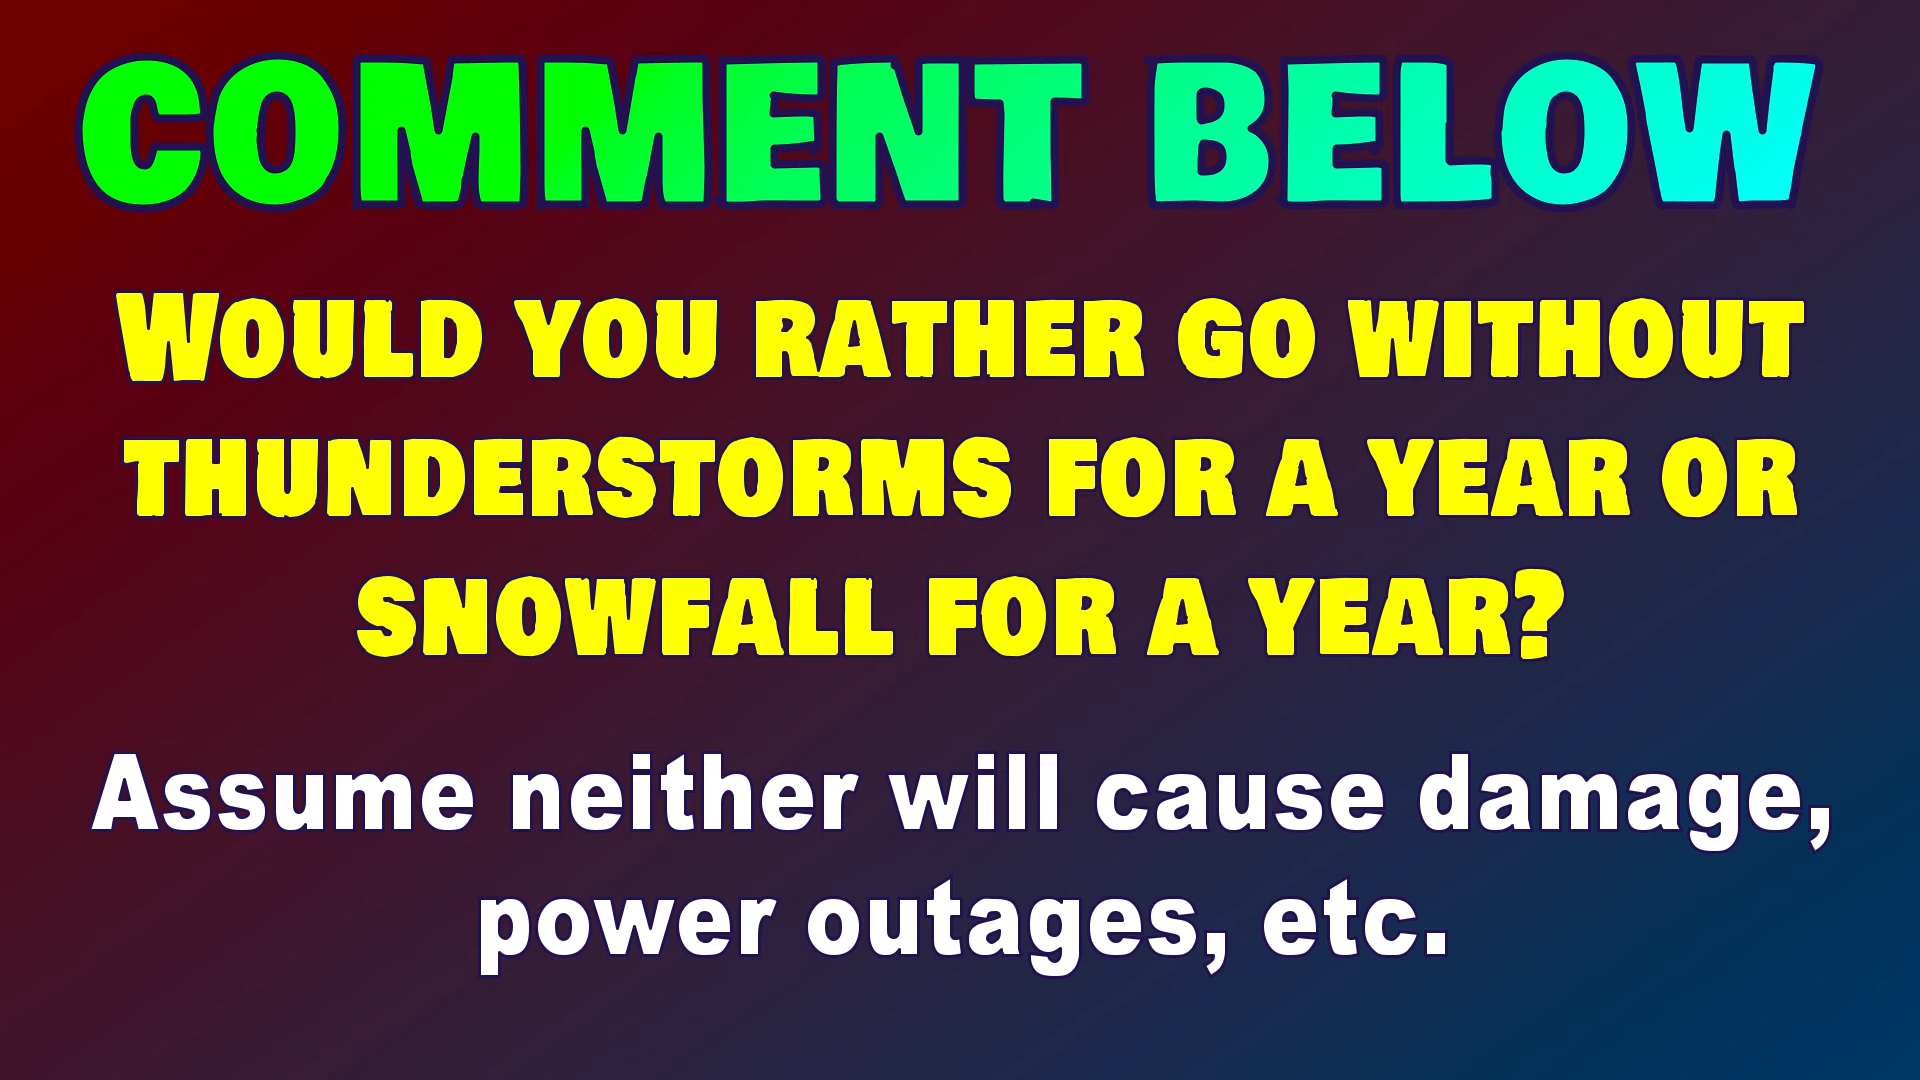 COMMENT BELOW
WOULD YOU RATHER GO WITHOUT
THUNDERSTORMS FOR A YEAR OR
SNOWFALL FOR A YEAR?
Assume neither will cause damage,
power outages, etc.